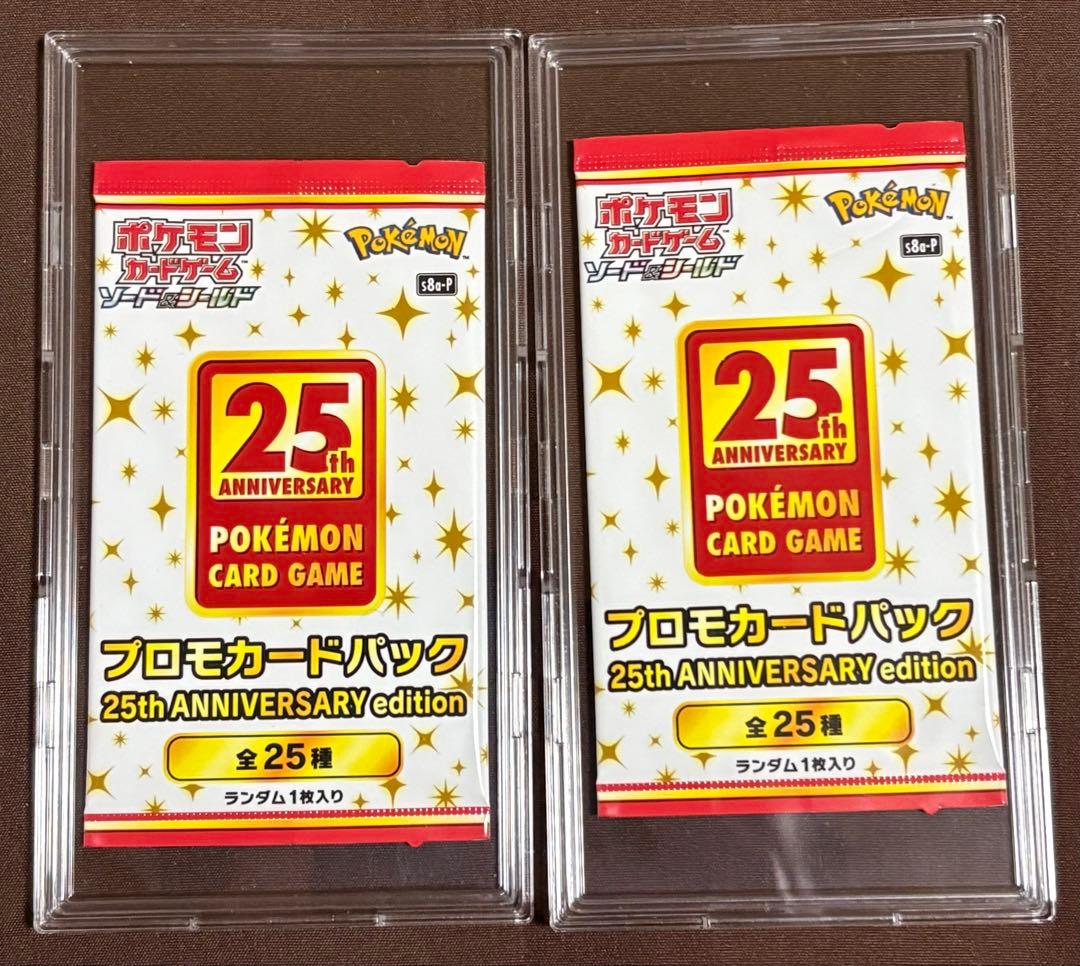 ポケモン
カードゲーム
ソード&シールド
POKéMON™
s8a-P
25th
ANNIVERSARY
POKÉMON
CARD GAME
プロモカードパック
25th ANNIVERSARY edition
全25種
ランダム1枚入り
ポケモン
カードゲーム
ソード&シールド
POKéMON™
s8a-P
25th
ANNIVERSARY
POKÉMON
CARD GAME
プロモカードパック
25th ANNIVERSARY edition
全25種
ランダム1枚入り